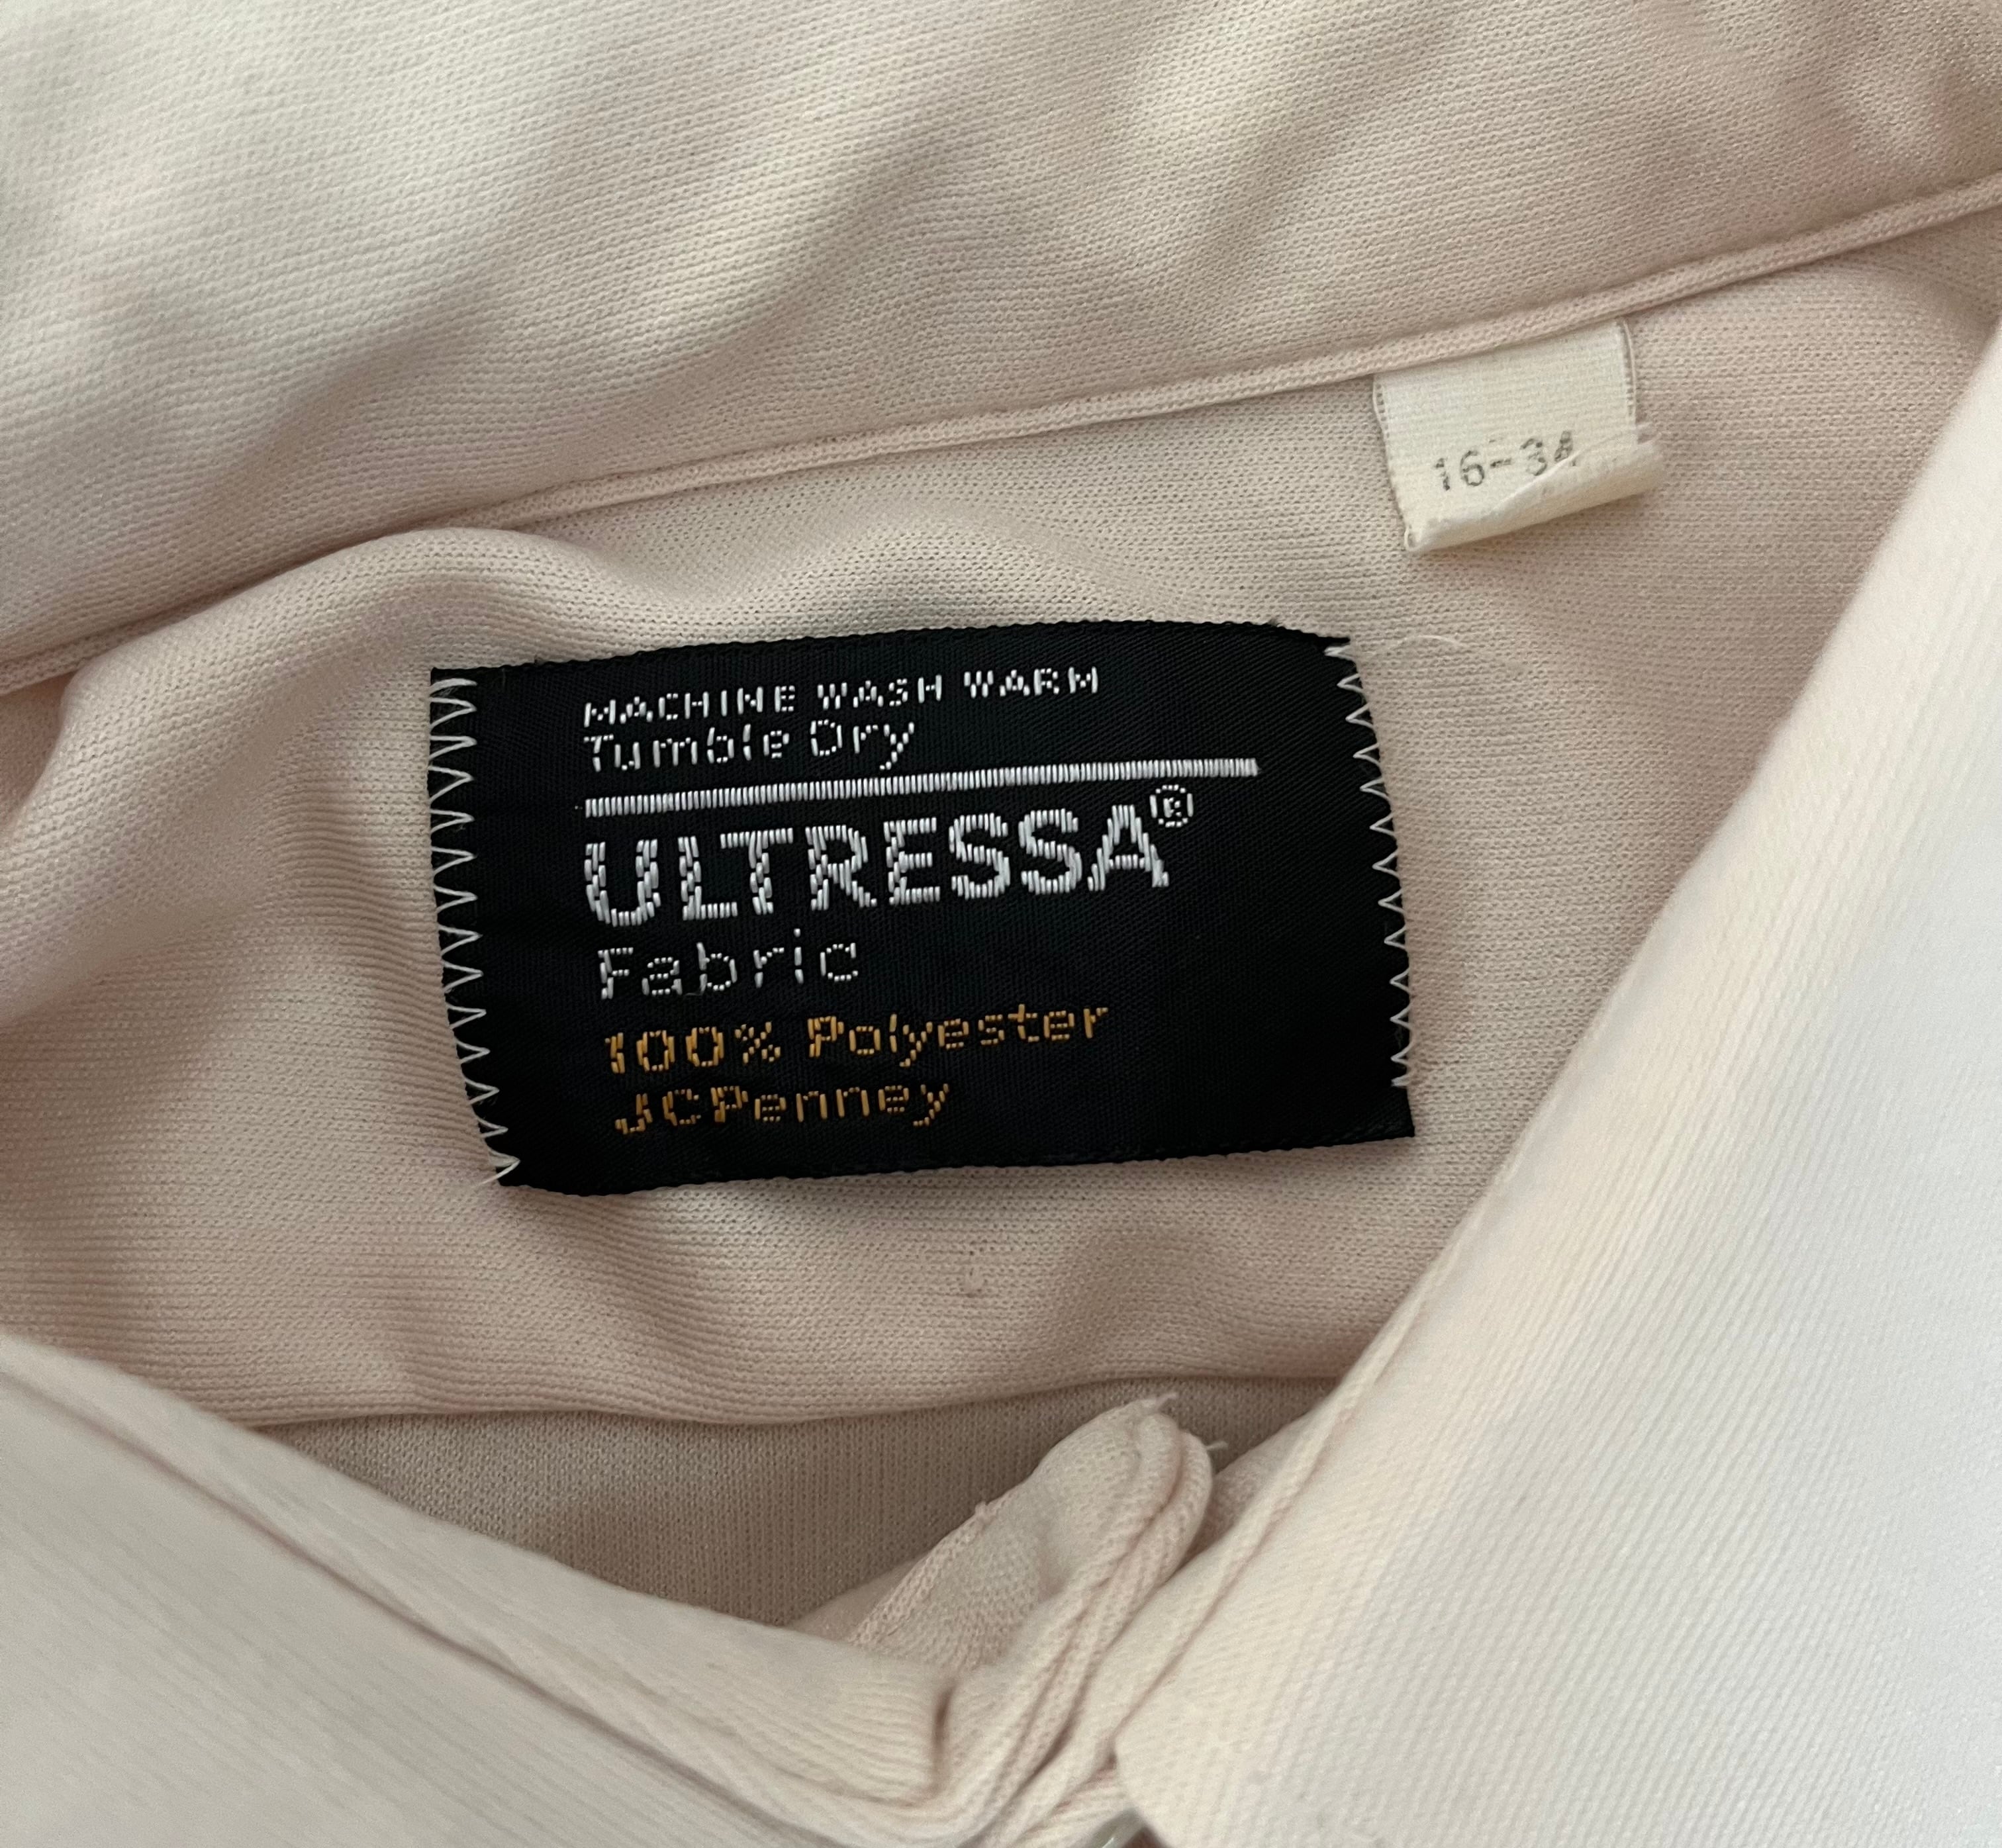 16-34
MACHINE WASH WARM
Tumble Dry
ULTRESSA®
Fabric
100% Polyester
JCPenney